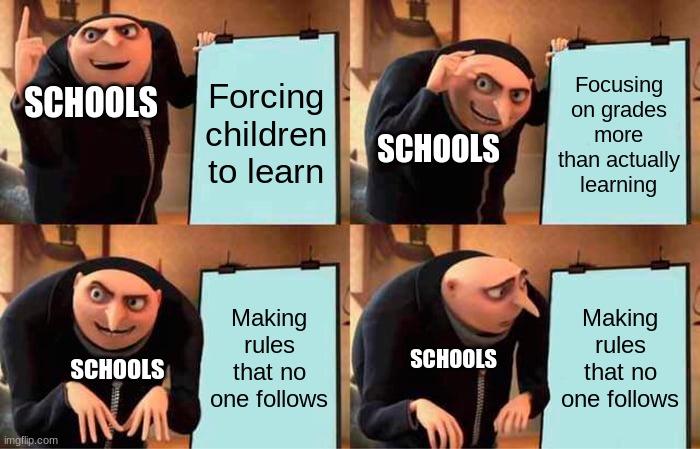 SCHOOLS
Forcing
children
to learn
SCHOOLS
Focusing
on grades
more
than actually
learning
SCHOOLS
Making
rules
that no
one follows
SCHOOLS
Making
rules
that no
one follows
imgflip.com